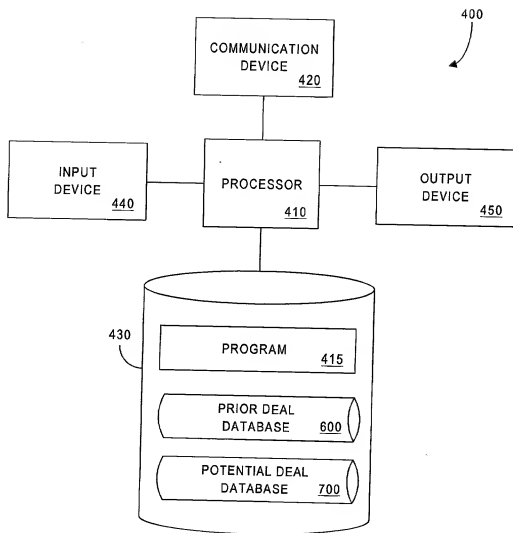 400
COMMUNICATION
DEVICE
420
INPUT
DEVICE
440
PROCESSOR
410
OUTPUT
DEVICE
450
430
PROGRAM
415
PRIOR DEAL
DATABASE
600
POTENTIAL DEAL
DATABASE
700